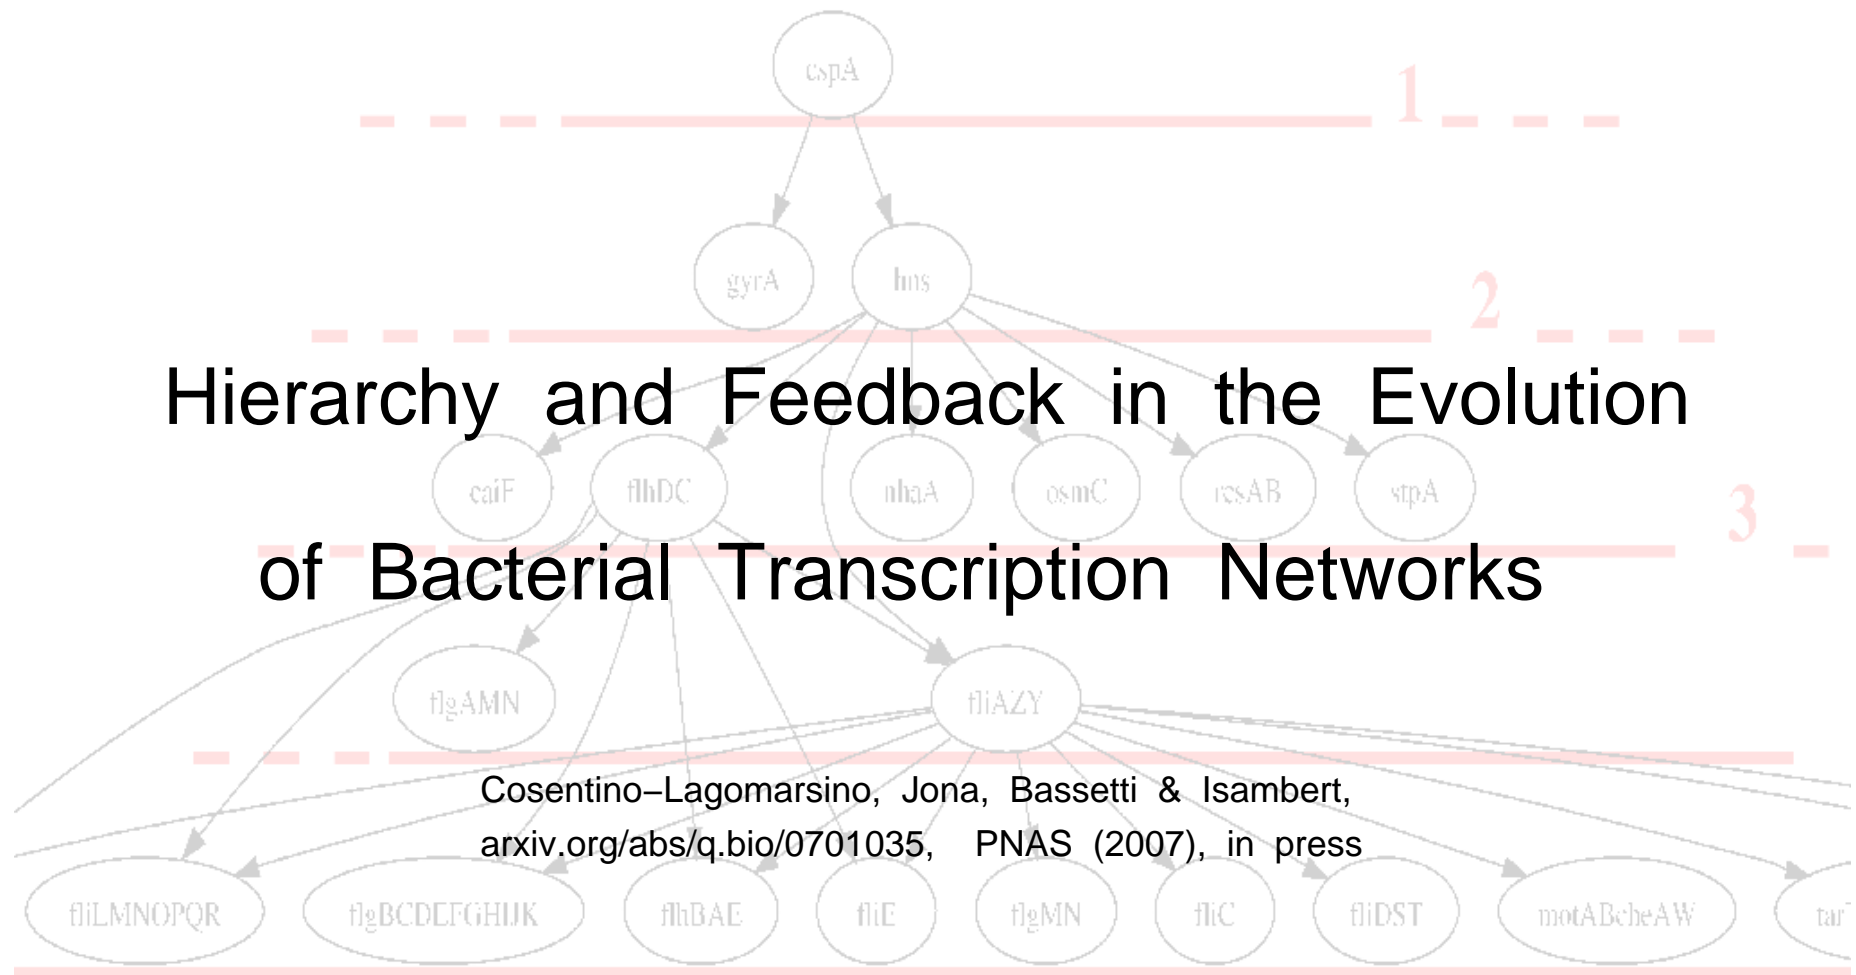 cspA
1
gyrA hns
2
Hierarchy and Feedback in the Evolution
caiF flhDC nhaA osmC rcsAB stpA
3
of Bacterial Transcription Networks
flgAMN fliAZY
Cosentino–Lagomarsino, Jona, Bassetti & Isambert,
arxiv.org/abs/q.bio/0701035, PNAS (2007), in press
fliLMNOPQR flgBCDEFGHIJK flhBAE fliE flgMN fliC fliDST motABcheAW